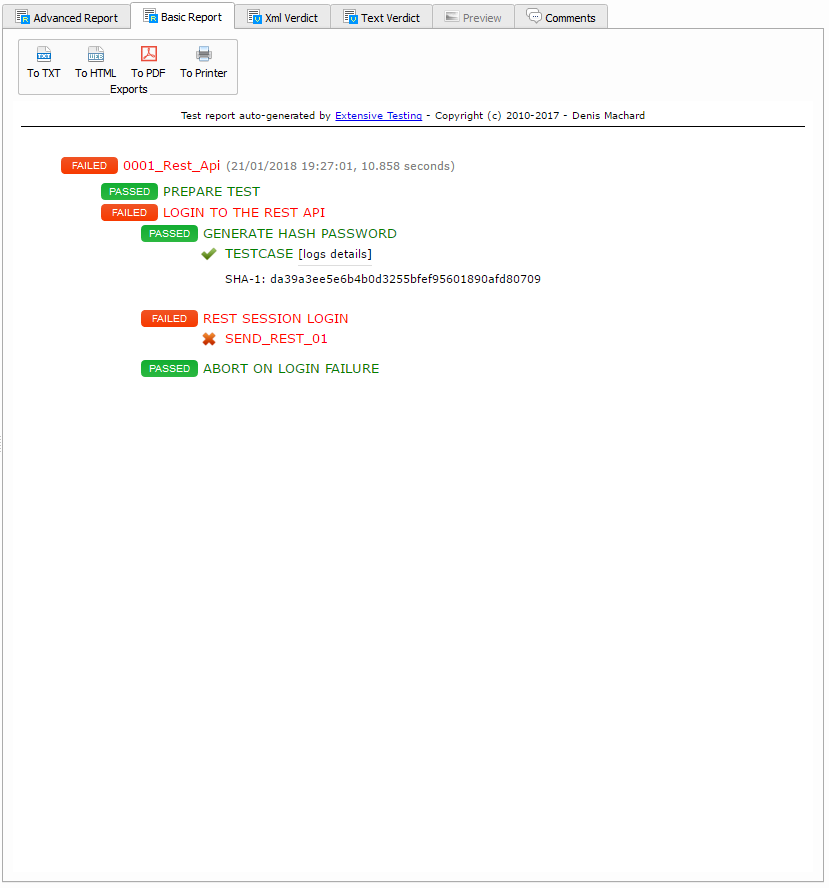 Advanced Report Basic Report Xml Verdict Text Verdict Preview Comments
To TXT To HTML To PDF To Printer
Exports
Test report auto-generated by Extensive Testing - Copyright (c) 2010-2017 - Denis Machard
FAILED 0001_Rest_Api (21/01/2018 19:27:01, 10.858 seconds)
PASSED PREPARE TEST
FAILED LOGIN TO THE REST API
PASSED GENERATE HASH PASSWORD
TESTCASE [logs details]
SHA-1: da39a3ee5e6b4b0d3255bfef95601890afd80709
FAILED REST SESSION LOGIN
SEND_REST_01
PASSED ABORT ON LOGIN FAILURE